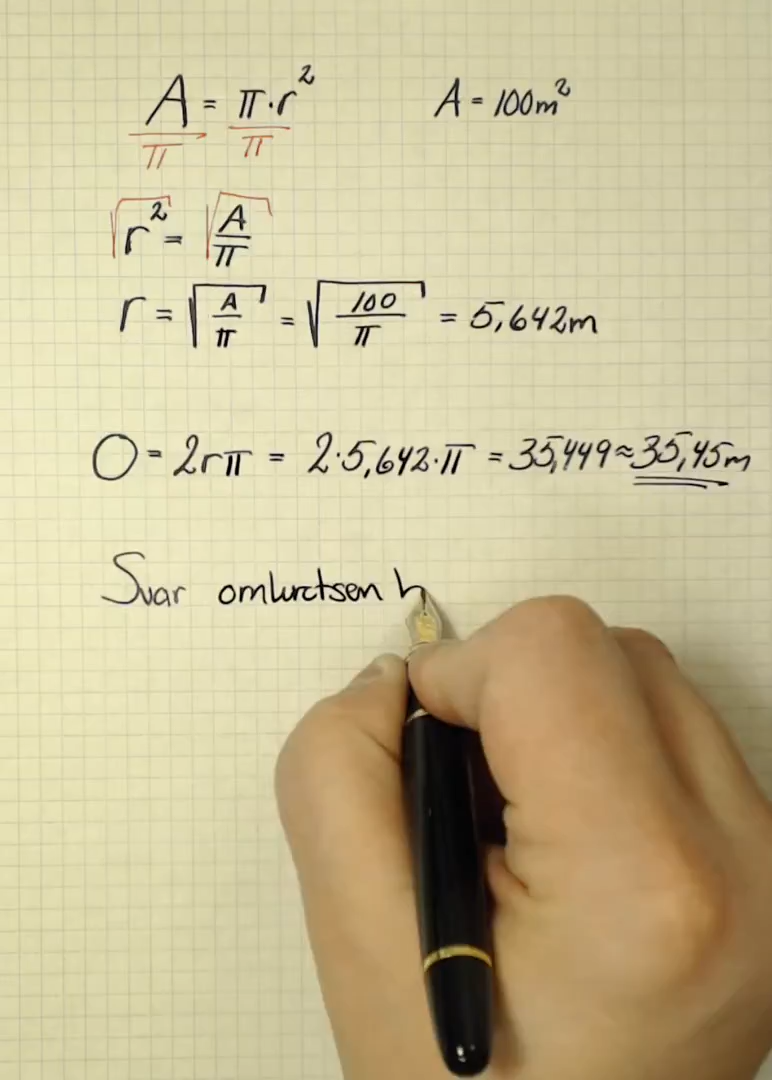 A = π·r² A = 100m²
π π
√r² = √A/π
r = √A/π = √100/π = 5,642m
O = 2rπ = 2·5,642·π = 35,449 ≈ 35,45m
Svar omkretsen